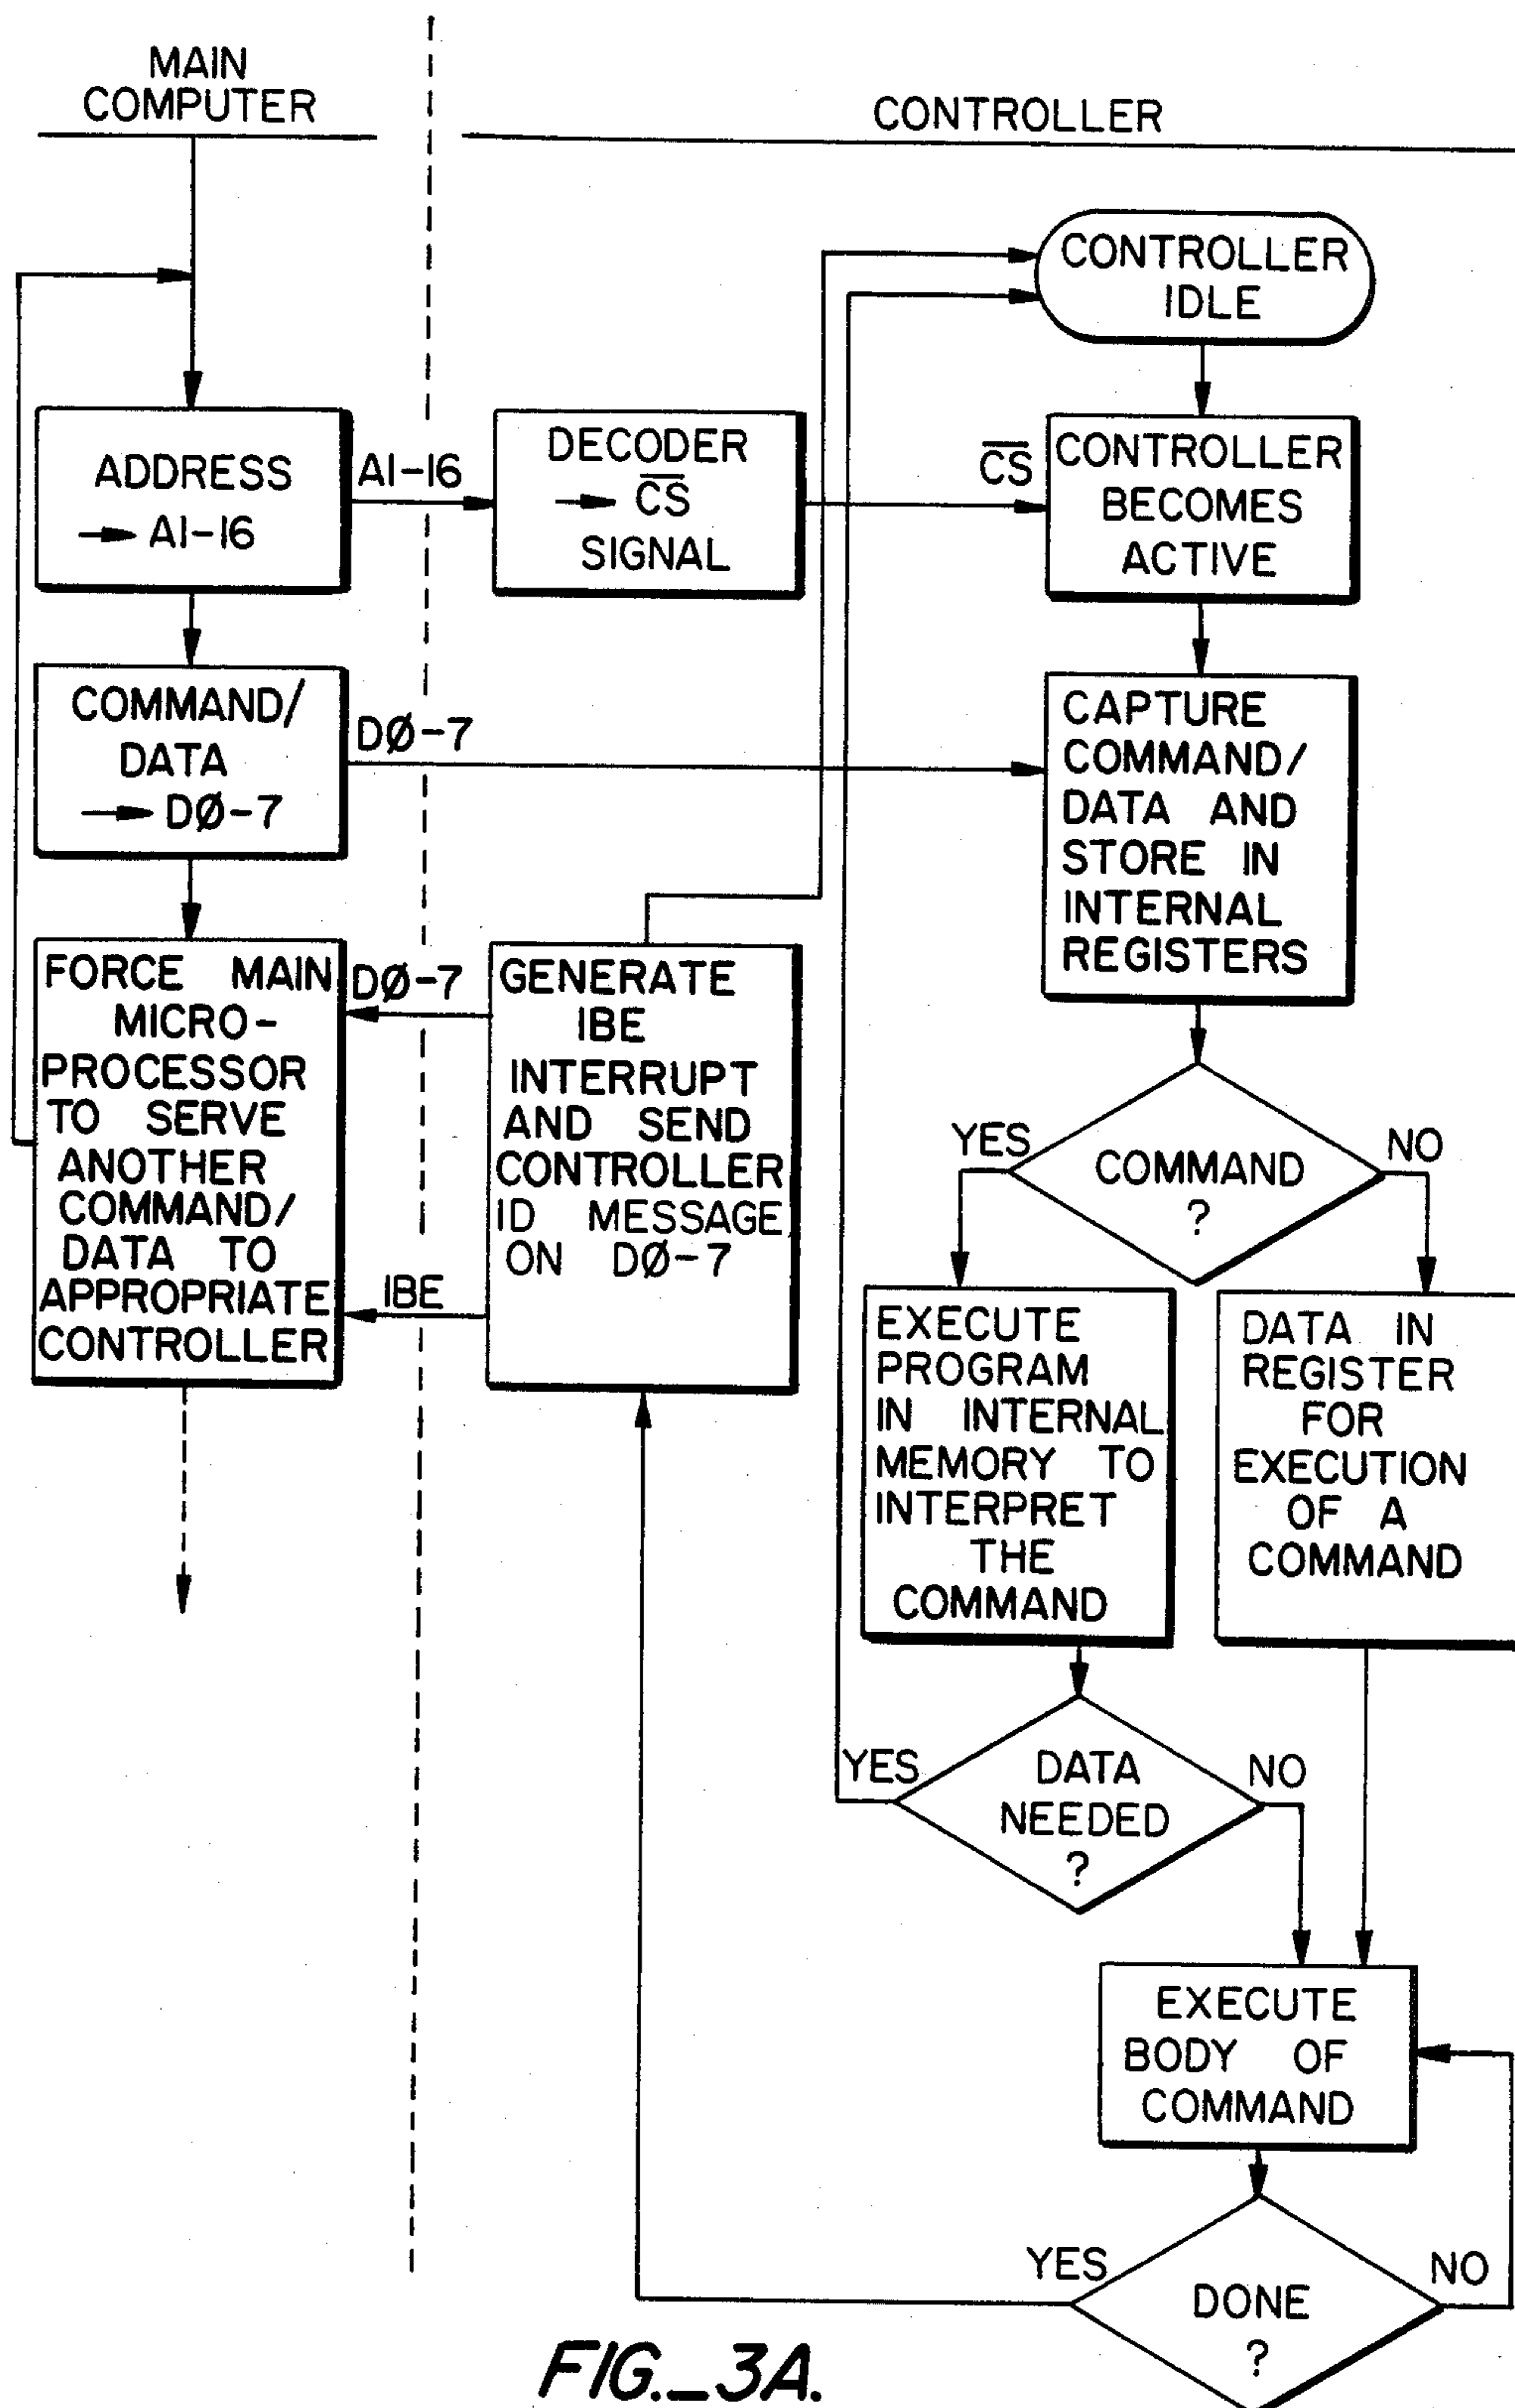 MAIN
COMPUTER
CONTROLLER
CONTROLLER
IDLE
ADDRESS
→ A1-16
A1-16
DECODER
→ C̅S̅
SIGNAL
C̅S̅
CONTROLLER
BECOMES
ACTIVE
COMMAND/
DATA
→ DØ-7
DØ-7
CAPTURE
COMMAND/
DATA AND
STORE IN
INTERNAL
REGISTERS
FORCE MAIN
MICRO-
PROCESSOR
TO SERVE
ANOTHER
COMMAND/
DATA TO
APPROPRIATE
CONTROLLER
DØ-7
IBE
GENERATE
IBE
INTERRUPT
AND SEND
CONTROLLER
ID MESSAGE
ON DØ-7
YES
COMMAND
?
NO
EXECUTE
PROGRAM
IN INTERNAL
MEMORY TO
INTERPRET
THE
COMMAND
DATA IN
REGISTER
FOR
EXECUTION
OF A
COMMAND
YES
DATA
NEEDED
?
NO
EXECUTE
BODY OF
COMMAND
YES
DONE
?
NO
FIG._3A.